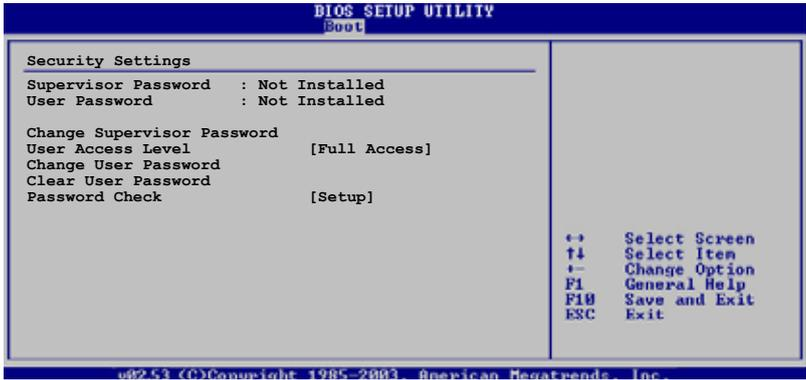 BIOS SETUP UTILITY
Boot
Security Settings
Supervisor Password : Not Installed
User Password : Not Installed
Change Supervisor Password
User Access Level [Full Access]
Change User Password
Clear User Password
Password Check [Setup]
↔ Select Screen
↑↓ Select Item
+- Change Option
F1 General Help
F10 Save and Exit
ESC Exit
v02.53 (C)Copyright 1985-2003, American Megatrends, Inc.